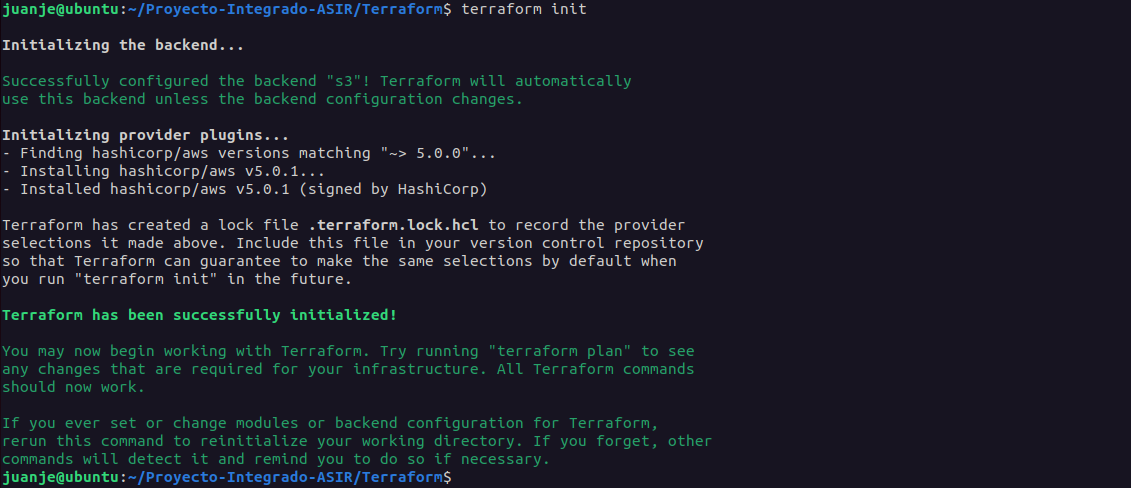 juanje@ubuntu:~/Proyecto-Integrado-ASIR/Terraform$ terraform init
Initializing the backend...
Successfully configured the backend "s3"! Terraform will automatically
use this backend unless the backend configuration changes.
Initializing provider plugins...
- Finding hashicorp/aws versions matching "~> 5.0.0"...
- Installing hashicorp/aws v5.0.1...
- Installed hashicorp/aws v5.0.1 (signed by HashiCorp)
Terraform has created a lock file .terraform.lock.hcl to record the provider
selections it made above. Include this file in your version control repository
so that Terraform can guarantee to make the same selections by default when
you run "terraform init" in the future.
Terraform has been successfully initialized!
You may now begin working with Terraform. Try running "terraform plan" to see
any changes that are required for your infrastructure. All Terraform commands
should now work.
If you ever set or change modules or backend configuration for Terraform,
rerun this command to reinitialize your working directory. If you forget, other
commands will detect it and remind you to do so if necessary.
juanje@ubuntu:~/Proyecto-Integrado-ASIR/Terraform$